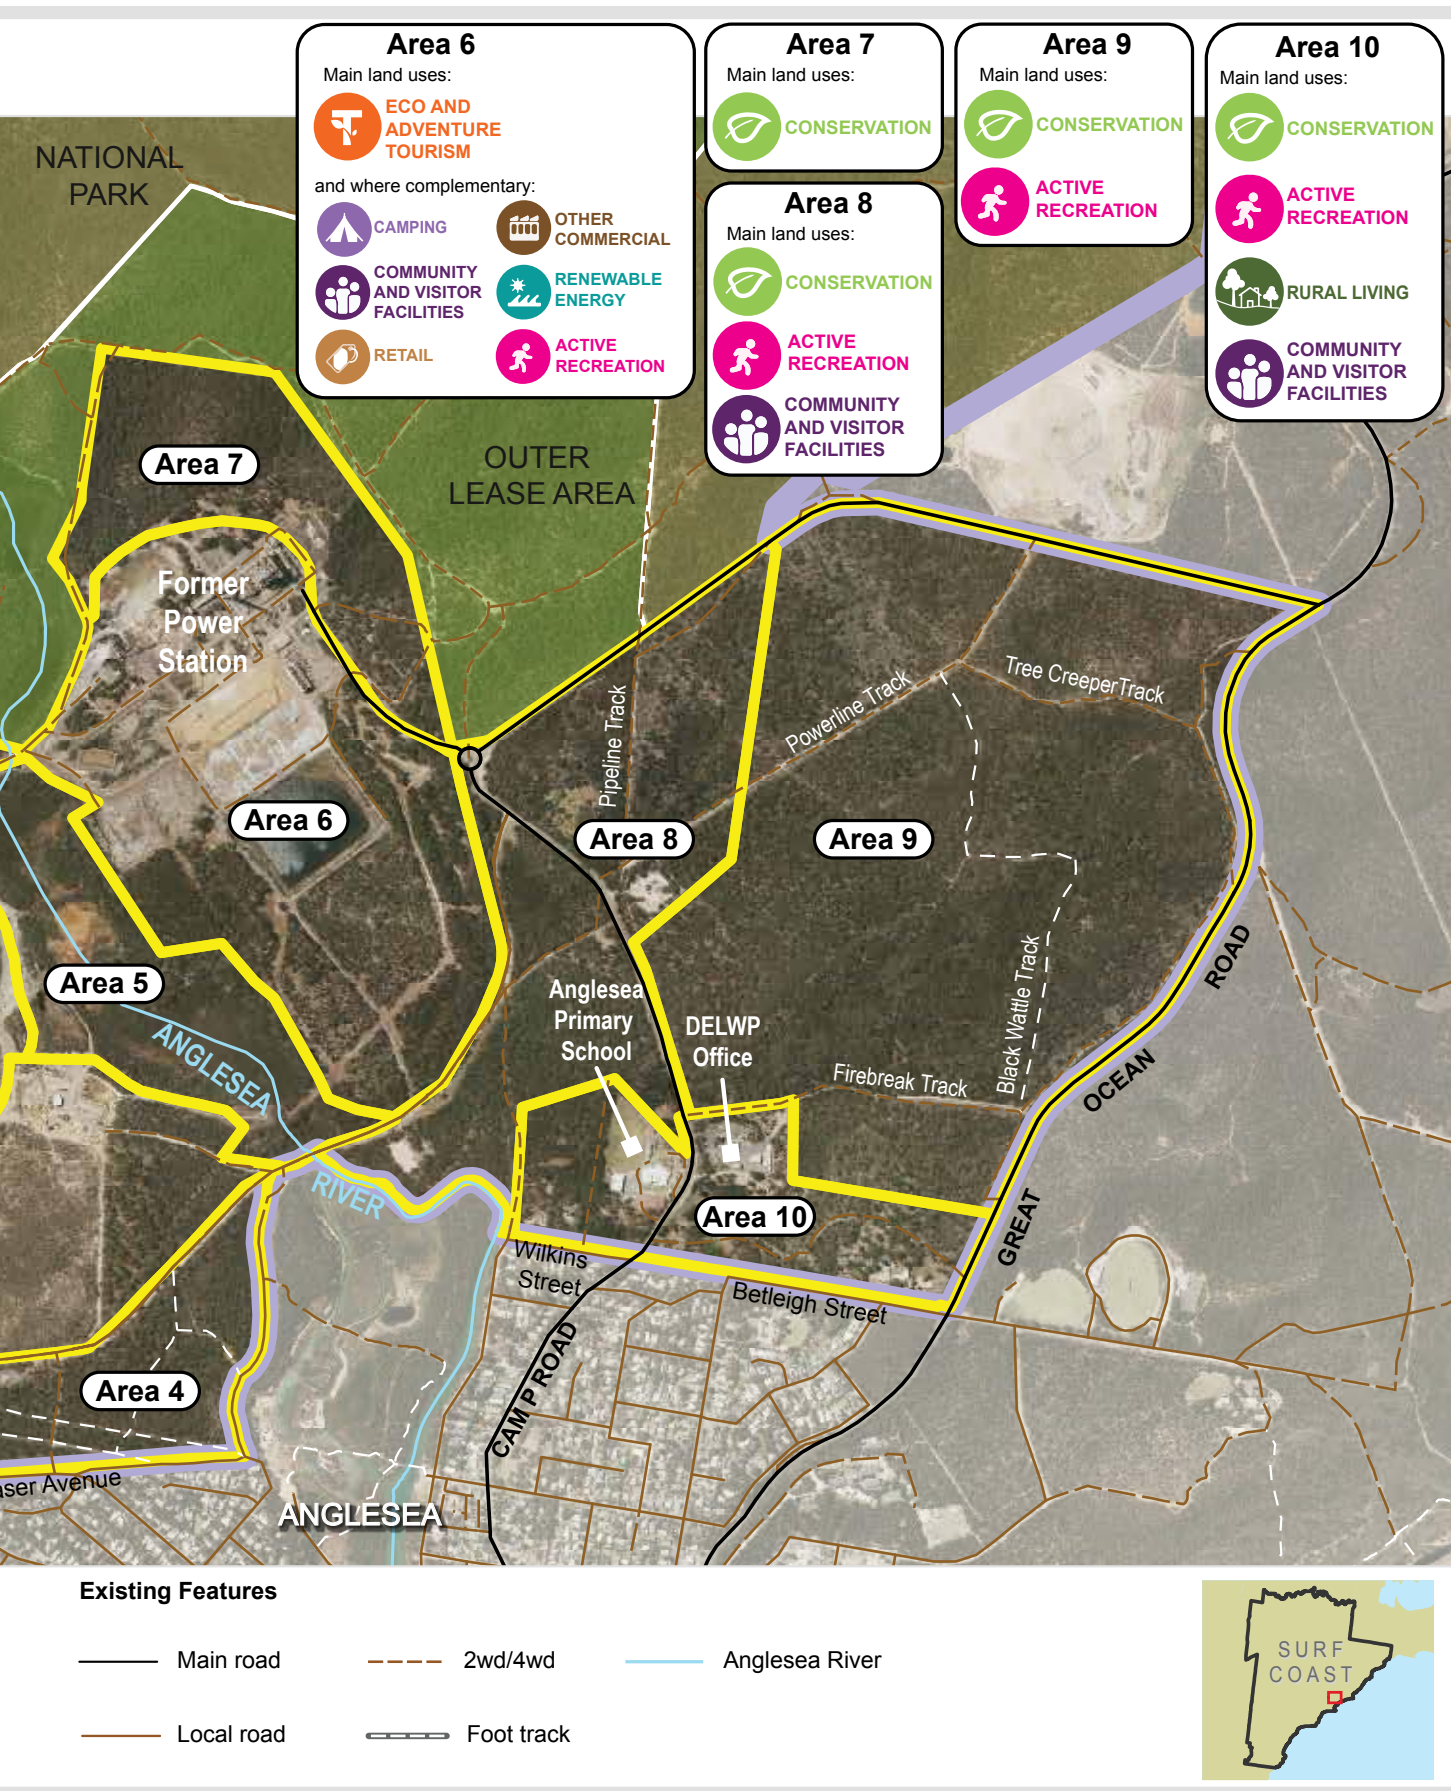 Area 6
Main land uses:
ECO AND
ADVENTURE
TOURISM
and where complementary:
CAMPING
OTHER
COMMERCIAL
COMMUNITY
AND VISITOR
FACILITIES
RENEWABLE
ENERGY
RETAIL
ACTIVE
RECREATION
Area 7
Main land uses:
CONSERVATION
Area 8
Main land uses:
CONSERVATION
ACTIVE
RECREATION
COMMUNITY
AND VISITOR
FACILITIES
Area 9
Main land uses:
CONSERVATION
ACTIVE
RECREATION
Area 10
Main land uses:
CONSERVATION
ACTIVE
RECREATION
RURAL LIVING
COMMUNITY
AND VISITOR
FACILITIES
NATIONAL
PARK
OUTER
LEASE AREA
Area 7
Former
Power
Station
Tree CreeperTrack
Powerline Track
Pipeline Track
Area 6
Area 8
Area 9
Area 5
Anglesea
Primary
School
DELWP
Office
Black Wattle Track
Firebreak Track
ANGLESEA
RIVER
GREAT
OCEAN
ROAD
Area 10
Wilkins
Street
Betleigh Street
CAMP ROAD
Area 4
aser Avenue
ANGLESEA
Existing Features
Main road
2wd/4wd
Anglesea River
Local road
Foot track
SURF
COAST